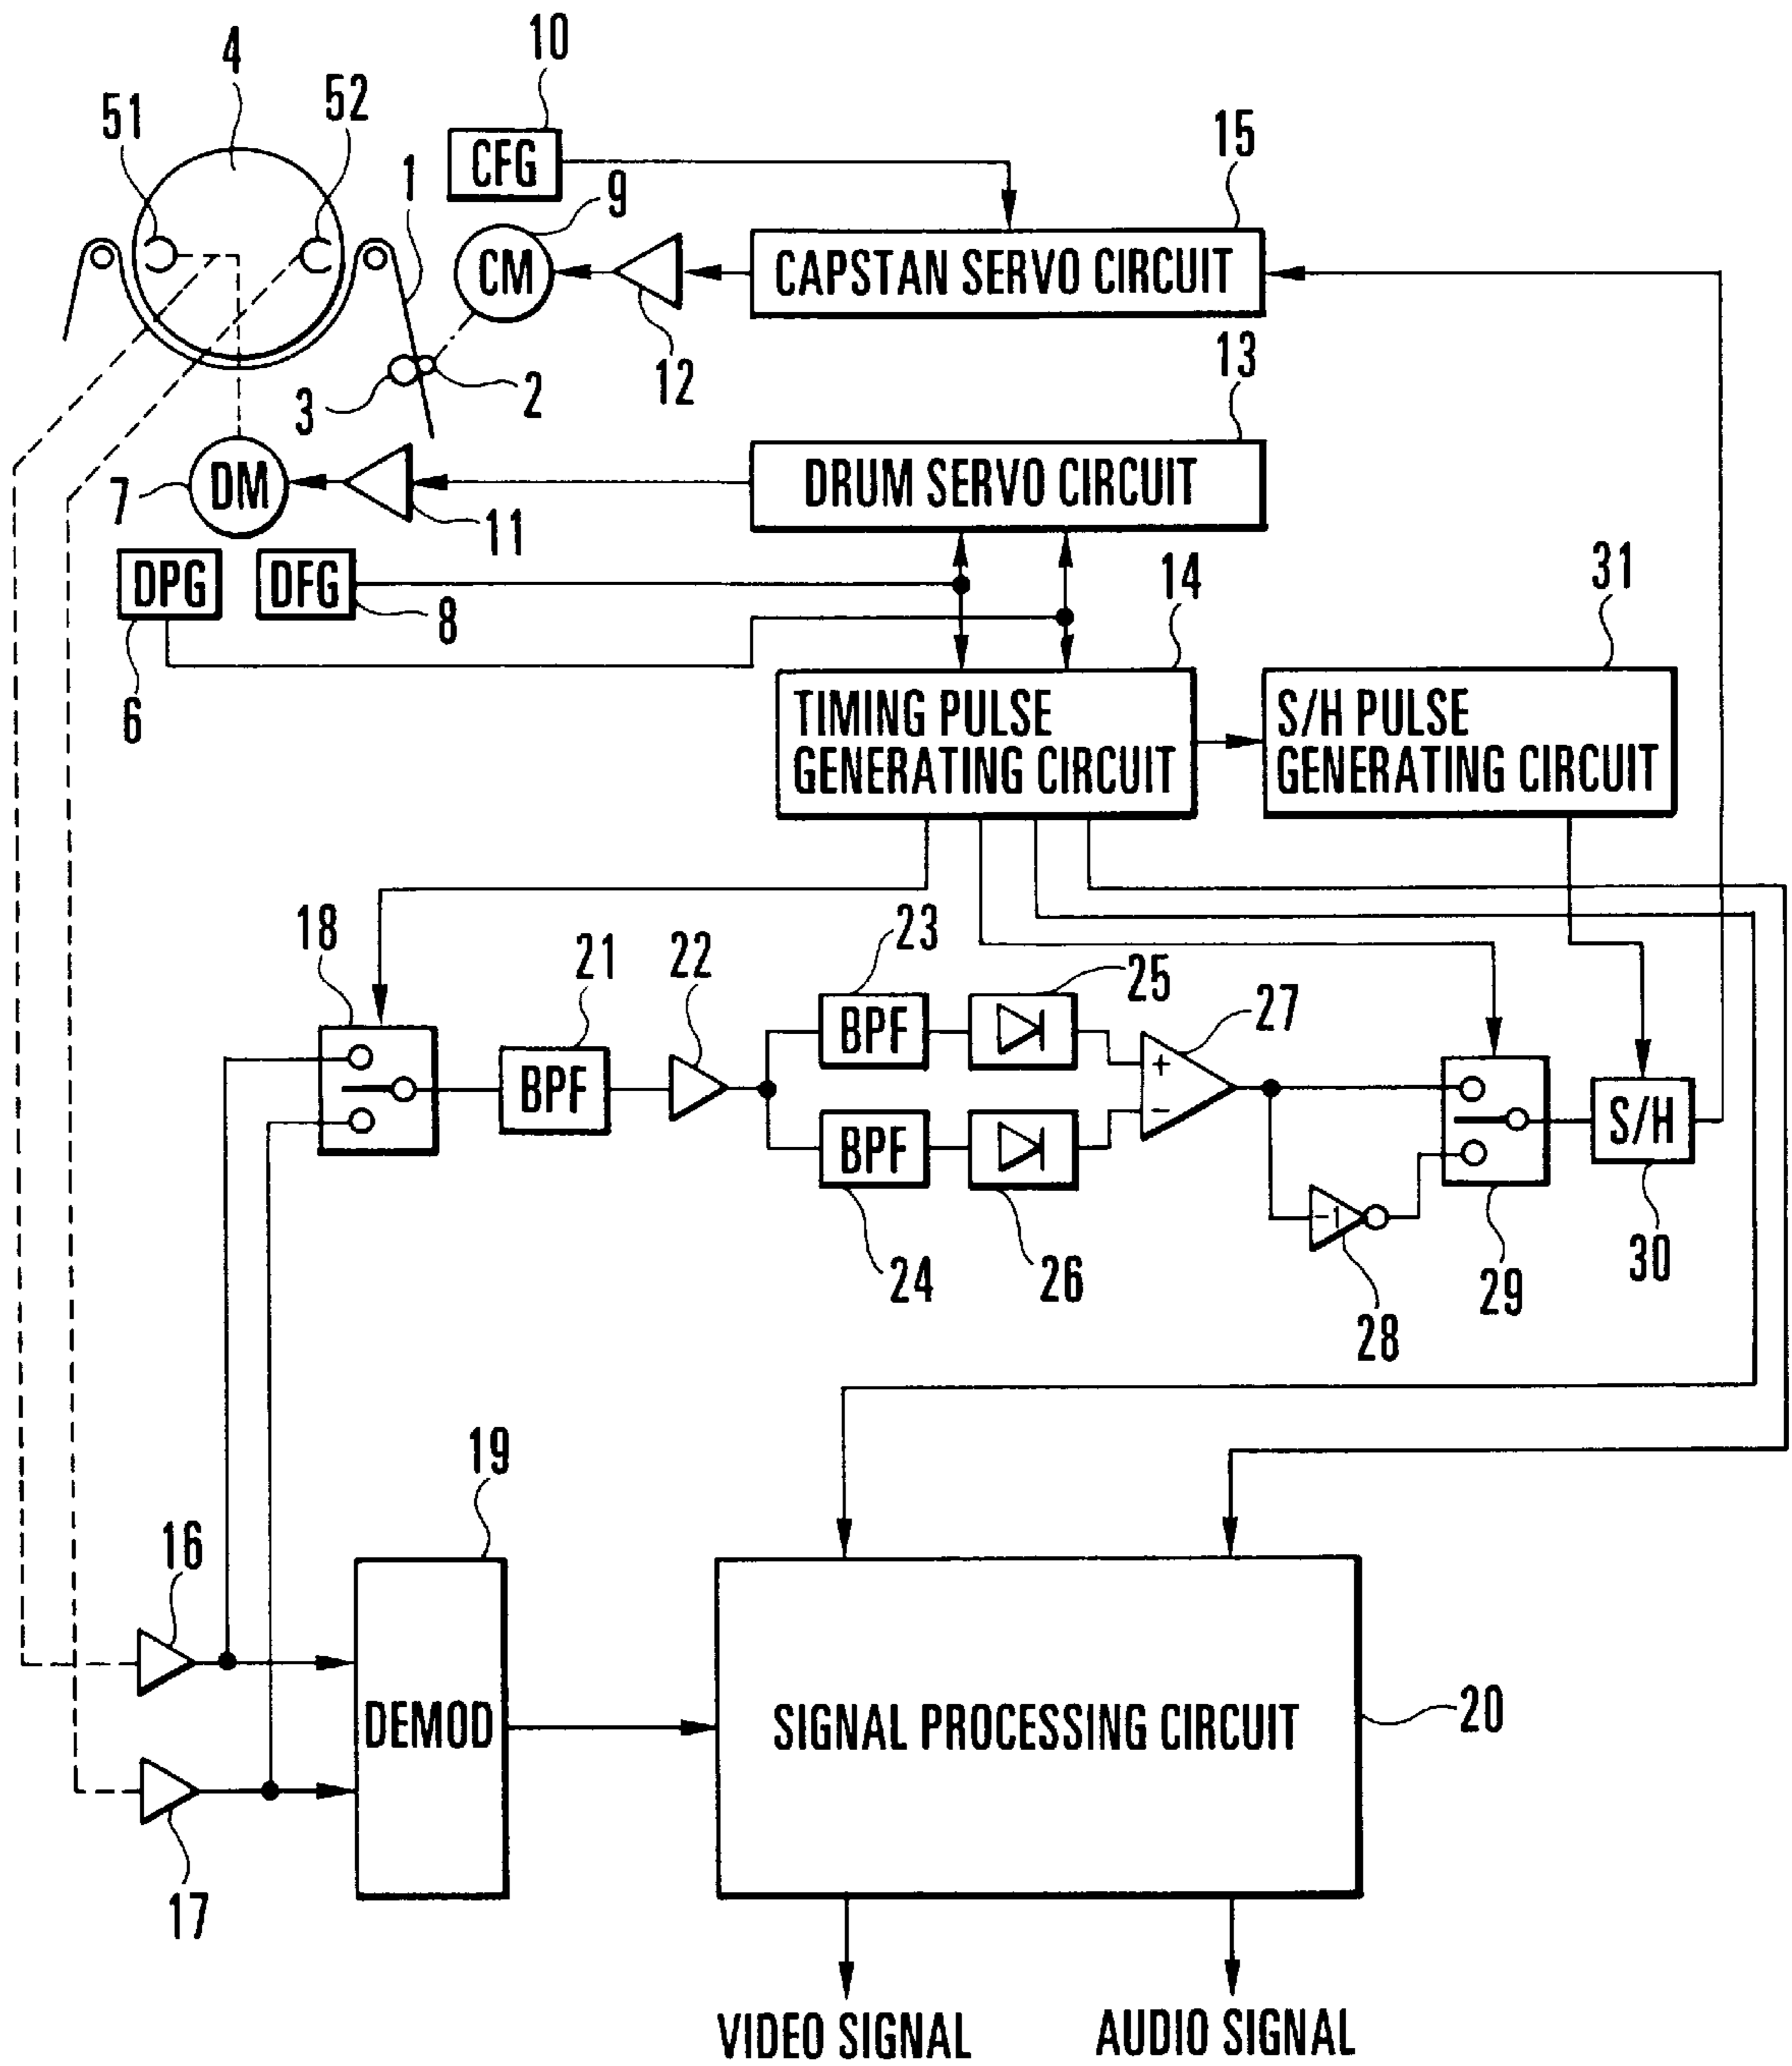 10
4
52
51
15
1
CFG
9
CM
CAPSTAN SERVO CIRCUIT
12
13
3
2
DM
7
11
DRUM SERVO CIRCUIT
DPG
DFG
8
14
31
6
TIMING PULSE
GENERATING CIRCUIT
S/H PULSE
GENERATING CIRCUIT
18
21
22
23
25
27
BPF
BPF
+
−
BPF
S/H
-1
24
26
28
29
30
19
16
DEMOD
SIGNAL PROCESSING CIRCUIT
20
17
VIDEO SIGNAL
AUDIO SIGNAL